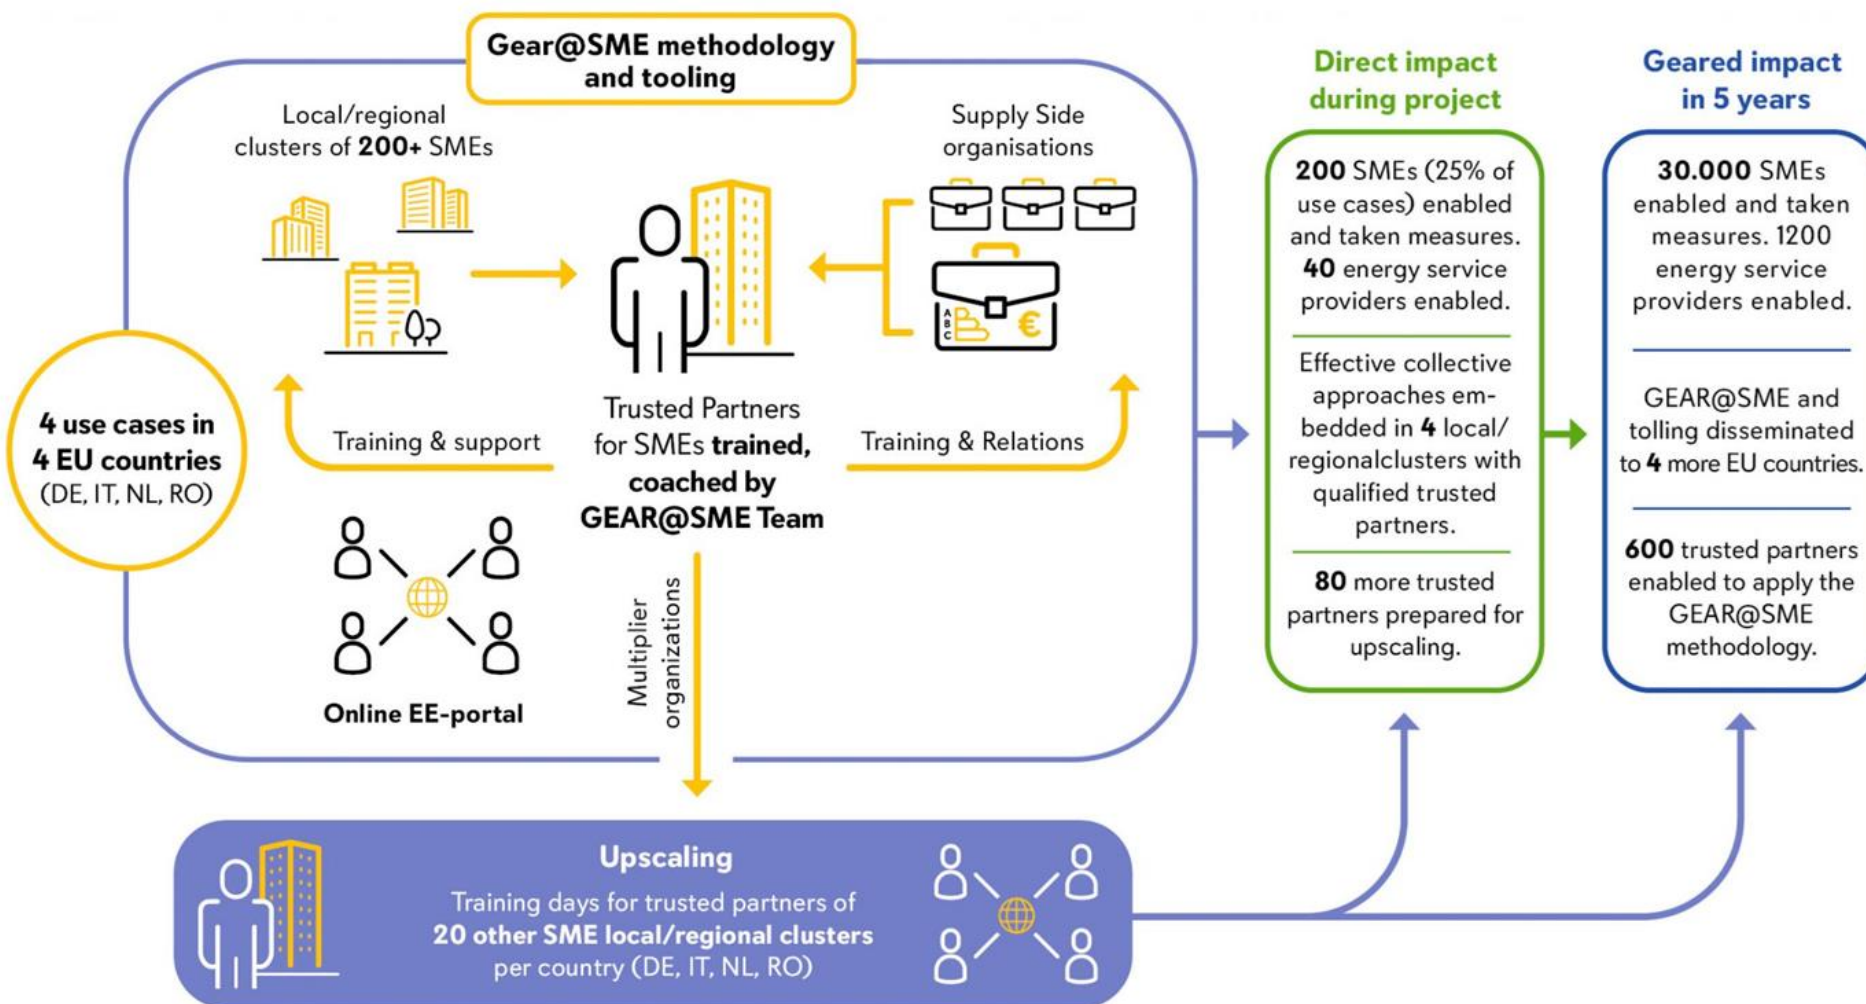 Gear@SME methodology
and tooling
Local/regional
clusters of 200+ SMEs
Supply Side
organisations
A
B
C
€
4 use cases in
4 EU countries
(DE, IT, NL, RO)
Training & support
Trusted Partners
for SMEs trained,
coached by
GEAR@SME Team
Training & Relations
Online EE-portal
Multiplier
organizations
Upscaling
Training days for trusted partners of
20 other SME local/regional clusters
per country (DE, IT, NL, RO)
Direct impact
during project
200 SMEs (25% of
use cases) enabled
and taken measures.
40 energy service
providers enabled.
Effective collective
approaches em-
bedded in 4 local/
regionalclusters with
qualified trusted
partners.
80 more trusted
partners prepared for
upscaling.
Geared impact
in 5 years
30.000 SMEs
enabled and taken
measures. 1200
energy service
providers enabled.
GEAR@SME and
tolling disseminated
to 4 more EU countries.
600 trusted partners
enabled to apply the
GEAR@SME
methodology.